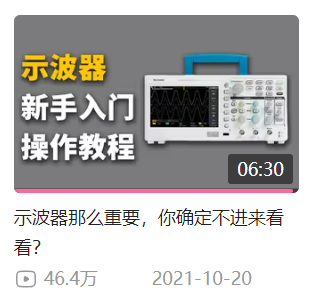 示波器
新手入门
操作教程
06:30
示波器那么重要，你确定不进来看
看？
46.4万 2021-10-20